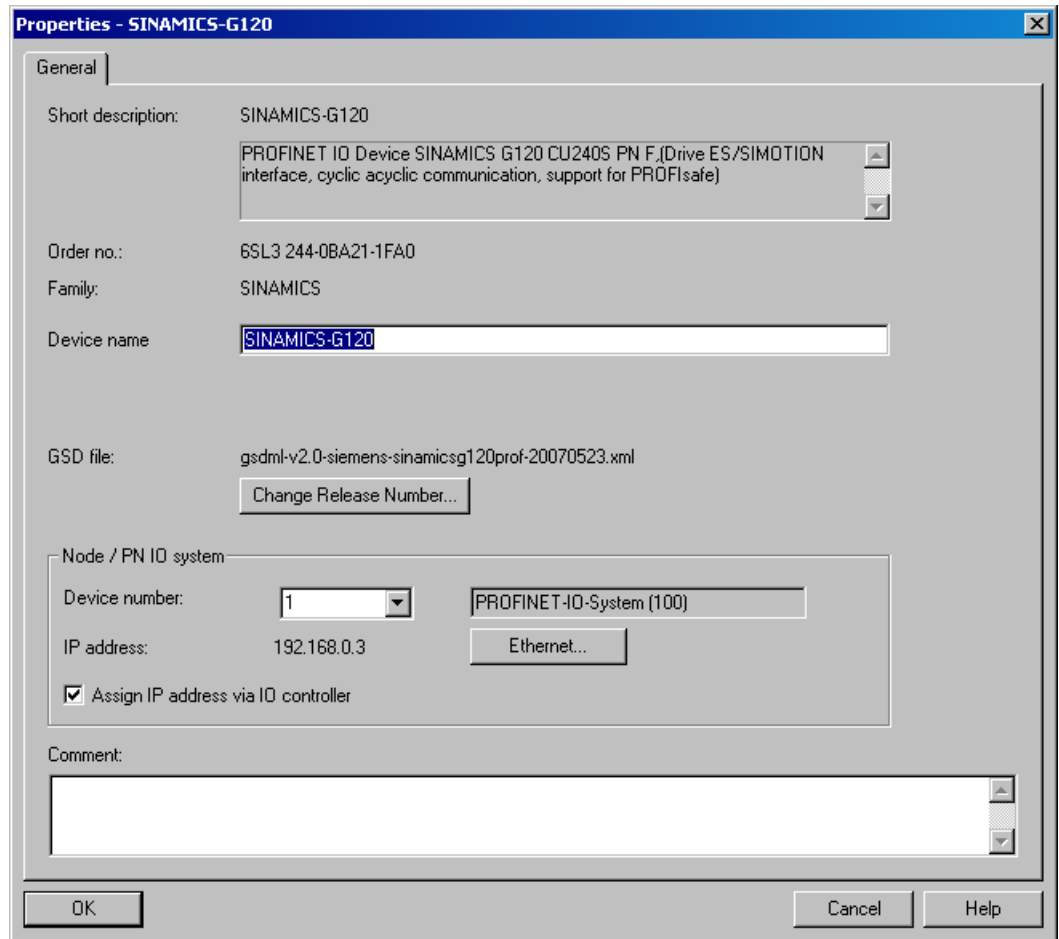 Properties - SINAMICS-G120
General
Short description: SINAMICS-G120
PROFINET IO Device SINAMICS G120 CU240S PN F,(Drive ES/SIMOTION
interface, cyclic acyclic communication, support for PROFIsafe)
Order no.: 6SL3 244-0BA21-1FA0
Family: SINAMICS
Device name SINAMICS-G120
GSD file: gsdml-v2.0-siemens-sinamicsg120prof-20070523.xml
Change Release Number...
Node / PN IO system
Device number: 1 PROFINET-IO-System (100)
IP address: 192.168.0.3 Ethernet...
Assign IP address via IO controller
Comment:
OK Cancel Help